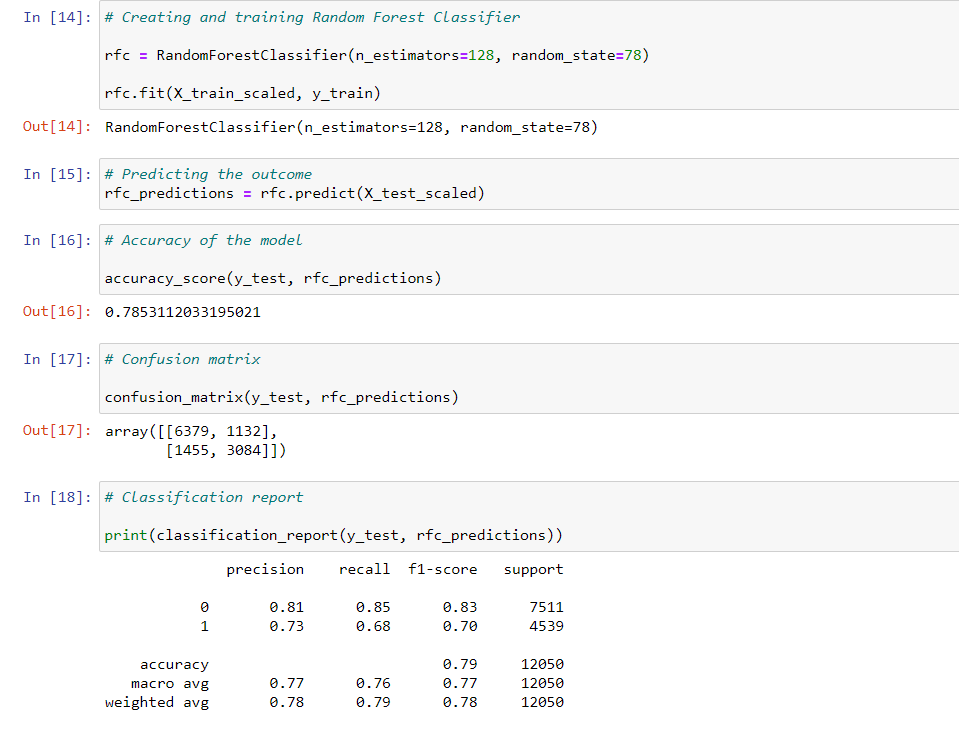 In [14]: # Creating and training Random Forest Classifier
rfc = RandomForestClassifier(n_estimators=128, random_state=78)
rfc.fit(X_train_scaled, y_train)
Out[14]: RandomForestClassifier(n_estimators=128, random_state=78)
In [15]: # Predicting the outcome
rfc_predictions = rfc.predict(X_test_scaled)
In [16]: # Accuracy of the model
accuracy_score(y_test, rfc_predictions)
Out[16]: 0.7853112033195021
In [17]: # Confusion matrix
confusion_matrix(y_test, rfc_predictions)
Out[17]: array([[6379, 1132],
[1455, 3084]])
In [18]: # Classification report
print(classification_report(y_test, rfc_predictions))
precision recall f1-score support
0 0.81 0.85 0.83 7511
1 0.73 0.68 0.70 4539
accuracy 0.79 12050
macro avg 0.77 0.76 0.77 12050
weighted avg 0.78 0.79 0.78 12050